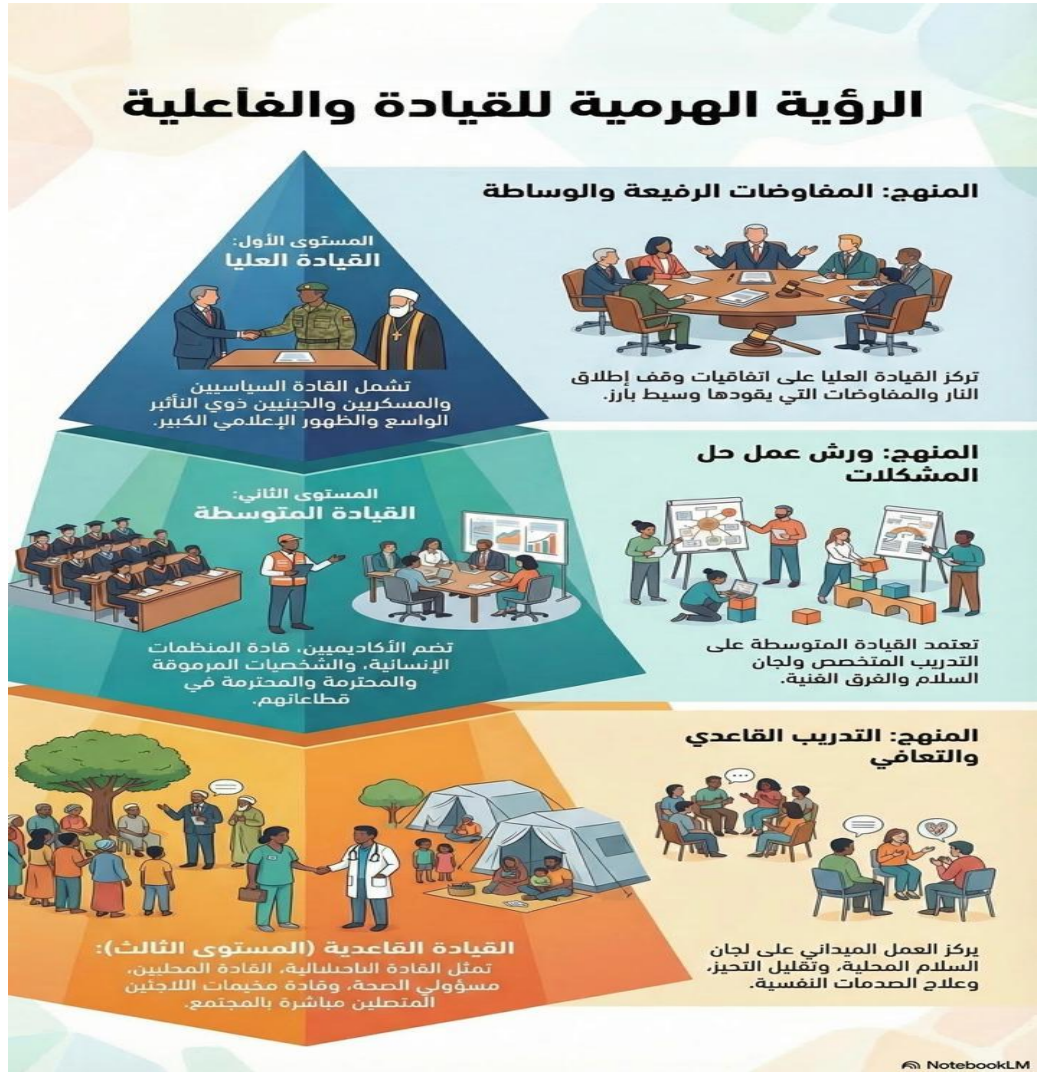 الرؤية الهرمية للقيادة والفاعلية
المنهج: المفاوضات الرفيعة والوساطة
المستوى الأول:
القيادة العليا
تشمل القادة السياسيين
والمسكريين والجبنيين ذوي التأثير
الواسع والظهور الإعلامي الكبير.
تركز القيادة العليا على اتفاقيات وقف إطلاق
النار والمفاوضات التي يقودها وسيط بارز.
المنهج: ورش عمل حل
المشكلات
المستوى الثاني:
القيادة المتوسطة
تضم الأكاديميين، قادة المنظمات
الإنسانية، والشخصيات المرموقة
والمحترمة والمحترمة في
قطاعاتهم.
تعتمد القيادة المتوسطة على
التدريب المتخصص ولجان
السلام والفرق الغنية.
المنهج: التدريب القاعدي
والتعافي
القيادة القاعدية (المستوى الثالث):
تمثل القادة القادة المحليين،
مسؤولي الصحة، وقادة مخيمات اللاجئين
المتصلين مباشرة بالمجتمع.
يركز العمل الميداني على لجان
السلام المحلية، وتقليل التحيز،
وعلاج الصدمات النفسية.
NotebookLM